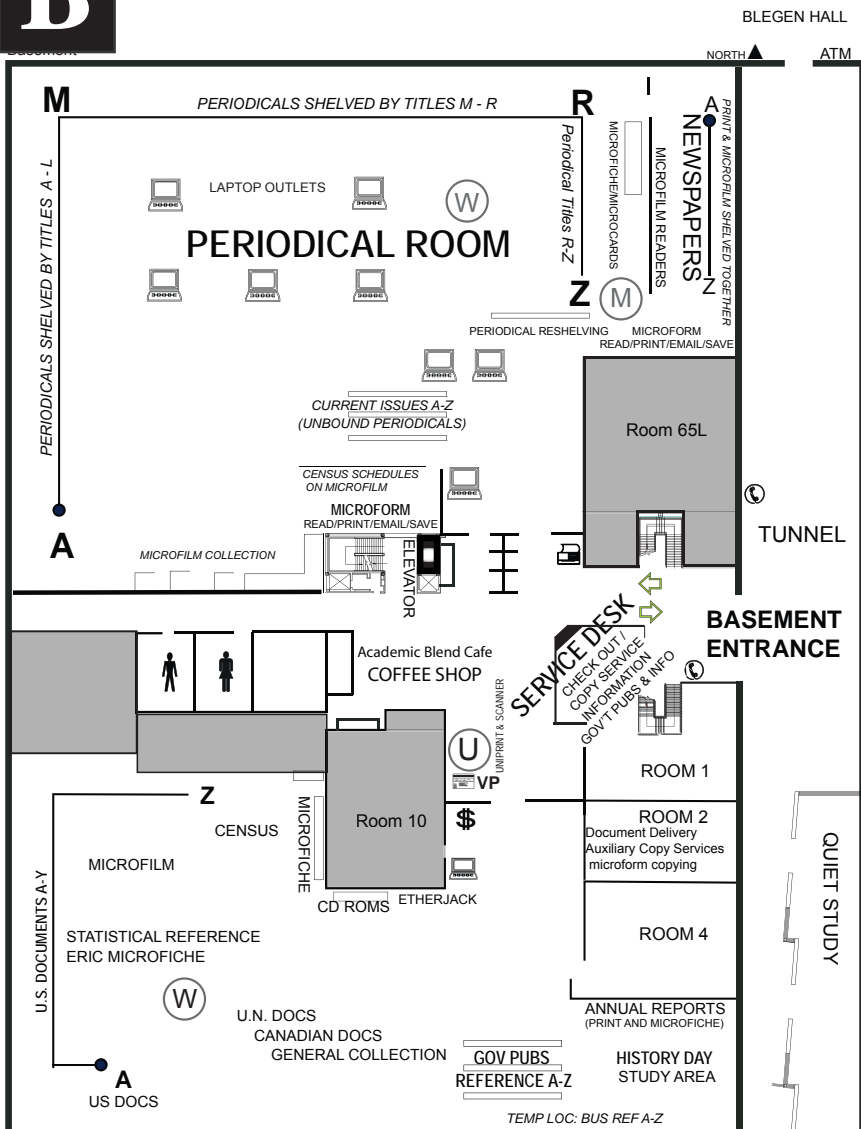 B
BLEGEN HALL
Basement
NORTH
ATM
M
PERIODICALS SHELVED BY TITLES M - R
R
A
PRINT & MICROFILM SHELVED TOGETHER
NEWSPAPERS
Z
MICROFICHE/MICROCARDS
MICROFILM READERS
Periodical Titles R-Z
PERIODICALS SHELVED BY TITLES A - L
LAPTOP OUTLETS
W
PERIODICAL ROOM
Z
M
PERIODICAL RESHELVING
MICROFORM
READ/PRINT/EMAIL/SAVE
CURRENT ISSUES A-Z
(UNBOUND PERIODICALS)
Room 65L
CENSUS SCHEDULES
ON MICROFILM
MICROFORM
READ/PRINT/EMAIL/SAVE
A
MICROFILM COLLECTION
ELEVATOR
TUNNEL
BASEMENT
ENTRANCE
SERVICE DESK
CHECK OUT /
COPY SERVICE
INFORMATION
GOV'T PUBS & INFO
Academic Blend Cafe
COFFEE SHOP
UNIPRINT & SCANNER
U
VP
ROOM 1
Z
CENSUS
MICROFICHE
Room 10
$
ROOM 2
Document Delivery
Auxiliary Copy Services
microform copying
MICROFILM
QUIET STUDY
CD ROMS
ETHERJACK
U.S. DOCUMENTS A-Y
STATISTICAL REFERENCE
ERIC MICROFICHE
ROOM 4
W
U.N. DOCS
CANADIAN DOCS
GENERAL COLLECTION
ANNUAL REPORTS
(PRINT AND MICROFICHE)
GOV PUBS
REFERENCE A-Z
HISTORY DAY
STUDY AREA
A
US DOCS
TEMP LOC: BUS REF A-Z